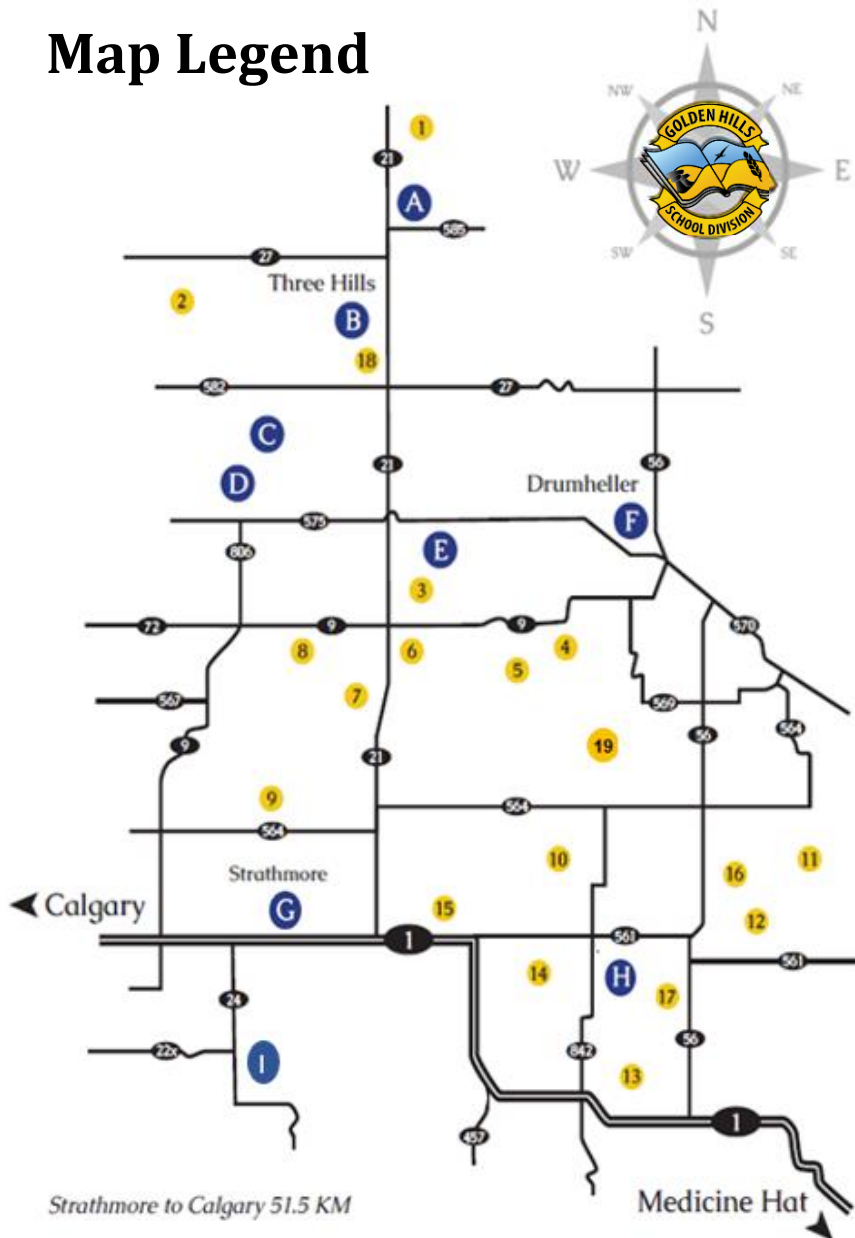 Map Legend
N
NW
NE
GOLDEN HILLS
W
E
SCHOOL DIVISION
SW
SE
S
1
21
A
585
27
Three Hills
2
B
18
582
27
C
21
56
D
Drumheller
F
575
E
806
3
72
9
9
570
8
6
4
5
7
567
569
564
9
19
56
21
9
564
564
10
11
16
Strathmore
Calgary
G
15
12
1
561
561
14
H
17
24
22x
I
842
56
13
457
1
Strathmore to Calgary 51.5 KM
Medicine Hat